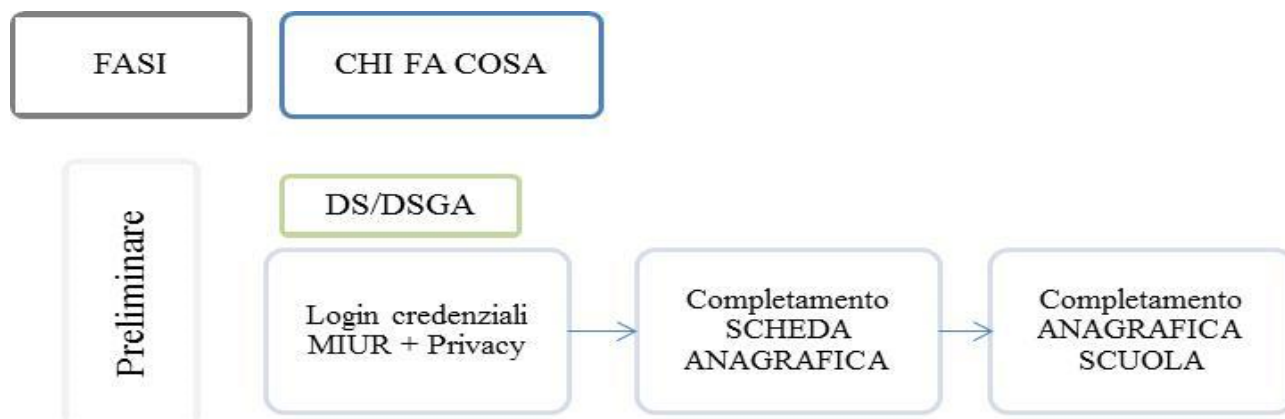 FASI
CHI FA COSA
Preliminare
DS/DSGA
Login credenziali
MIUR + Privacy
Completamento
SCHEDA
ANAGRAFICA
Completamento
ANAGRAFICA
SCUOLA